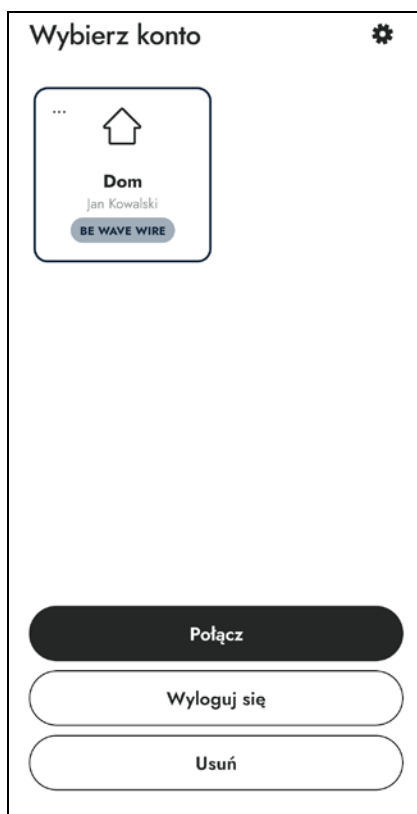 Wybierz konto
...
Dom
Jan Kowalski
BE WAVE WIRE
Połącz
Wyloguj się
Usuń